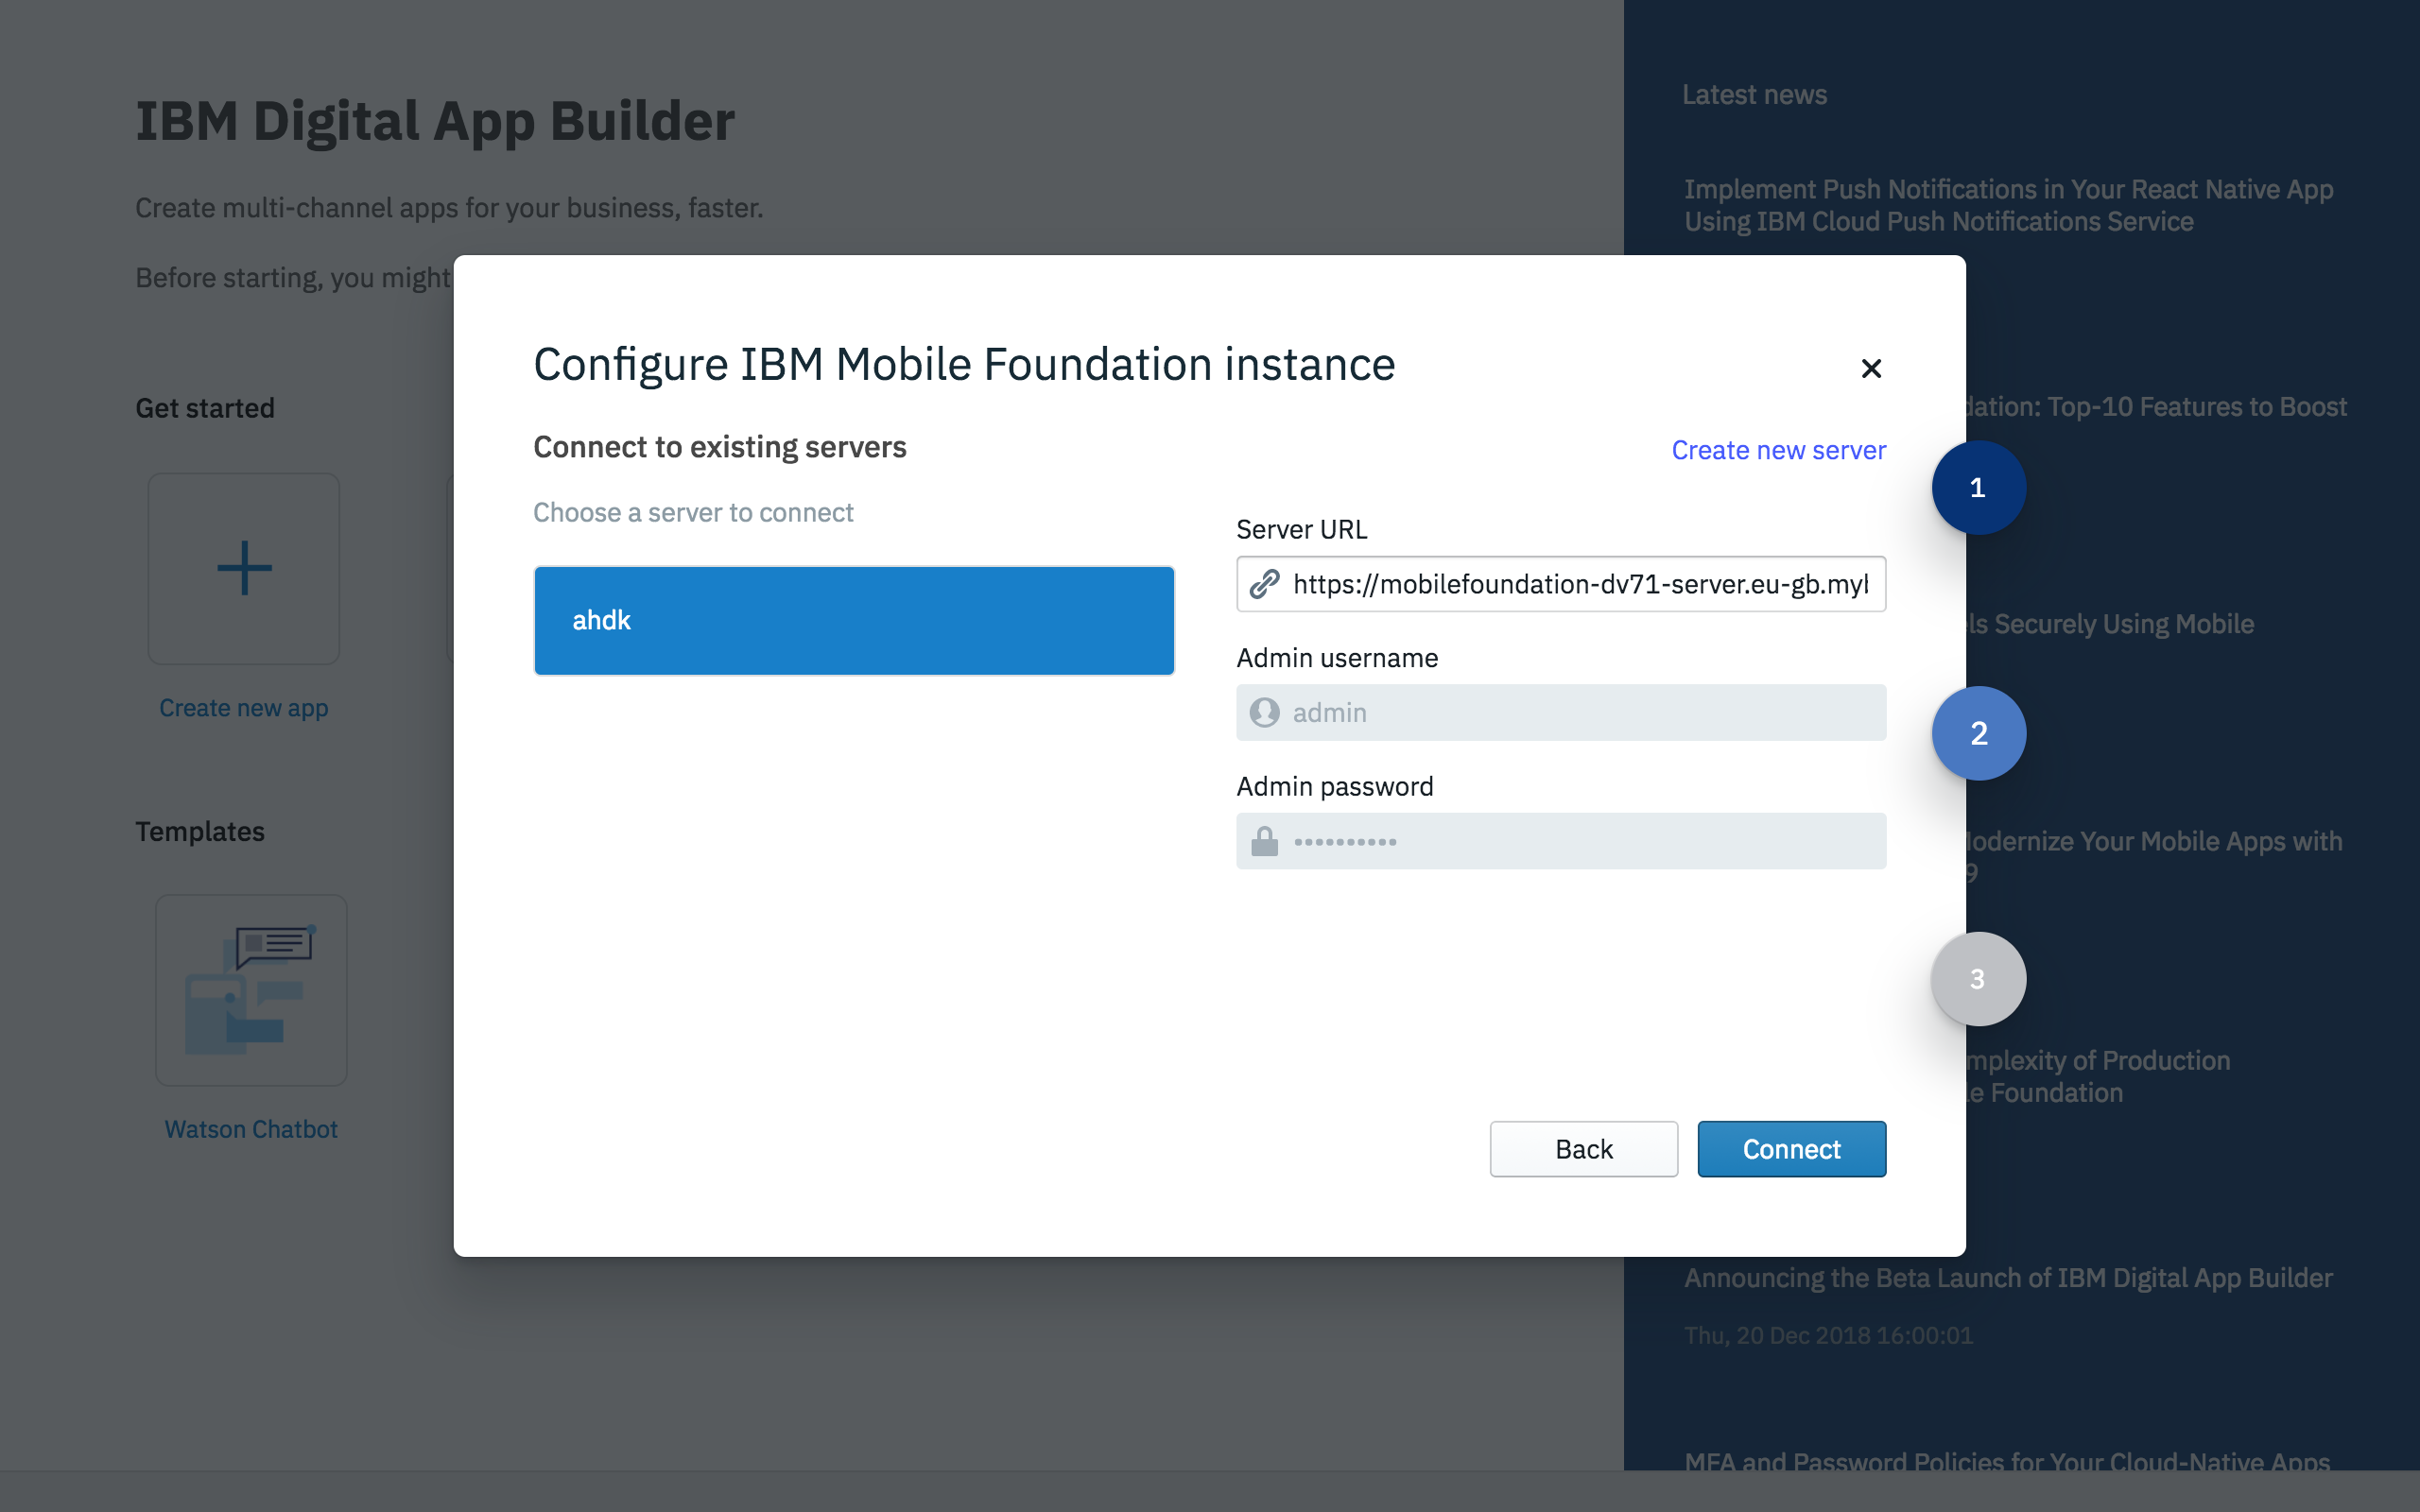 IBM Digital App Builder
Create multi-channel apps for your business, faster.
Before starting, you might
Get started
Create new app
Templates
Watson Chatbot
Configure IBM Mobile Foundation instance
Connect to existing servers
Create new server
Choose a server to connect
ahdk
Server URL
https://mobilefoundation-dv71-server.eu-gb.my
Admin username
admin
Admin password
Back
Connect
1
2
3
Latest news
Implement Push Notifications in Your React Native App
Using IBM Cloud Push Notifications Service
dation: Top-10 Features to Boost
ls Securely Using Mobile
Modernize Your Mobile Apps with
9
mplexity of Production
le Foundation
Announcing the Beta Launch of IBM Digital App Builder
Thu, 20 Dec 2018 16:00:01
MFA and Password Policies for Your Cloud-Native Apps